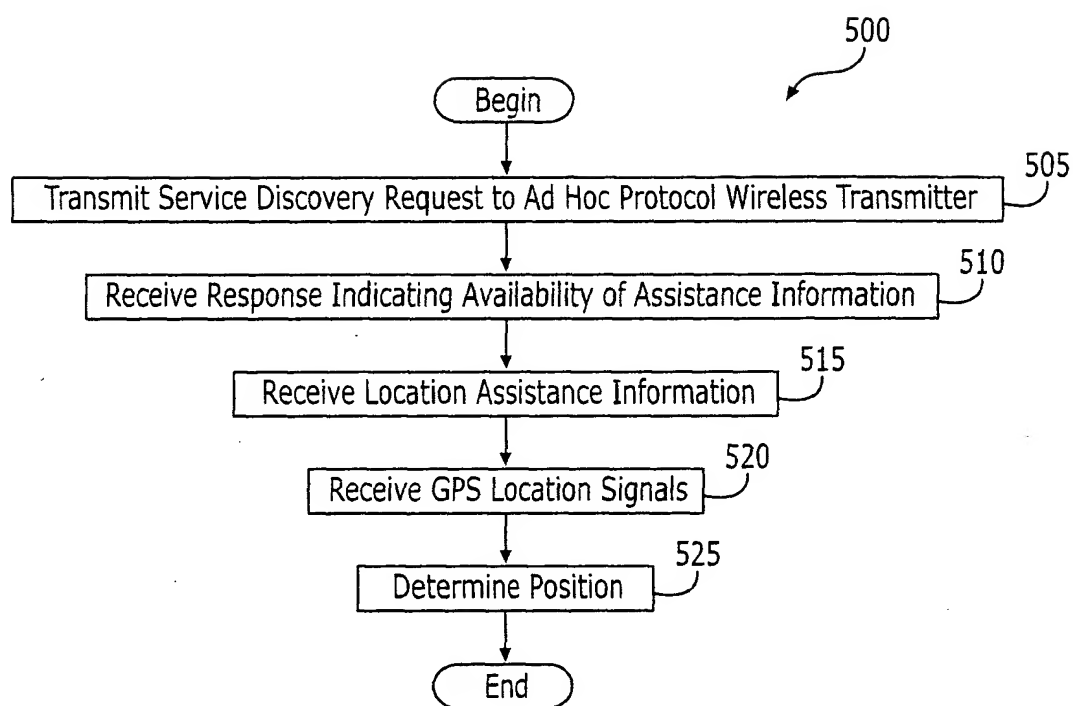 500
Begin
Transmit Service Discovery Request to Ad Hoc Protocol Wireless Transmitter
505
Receive Response Indicating Availability of Assistance Information
510
Receive Location Assistance Information
515
Receive GPS Location Signals
520
Determine Position
525
End